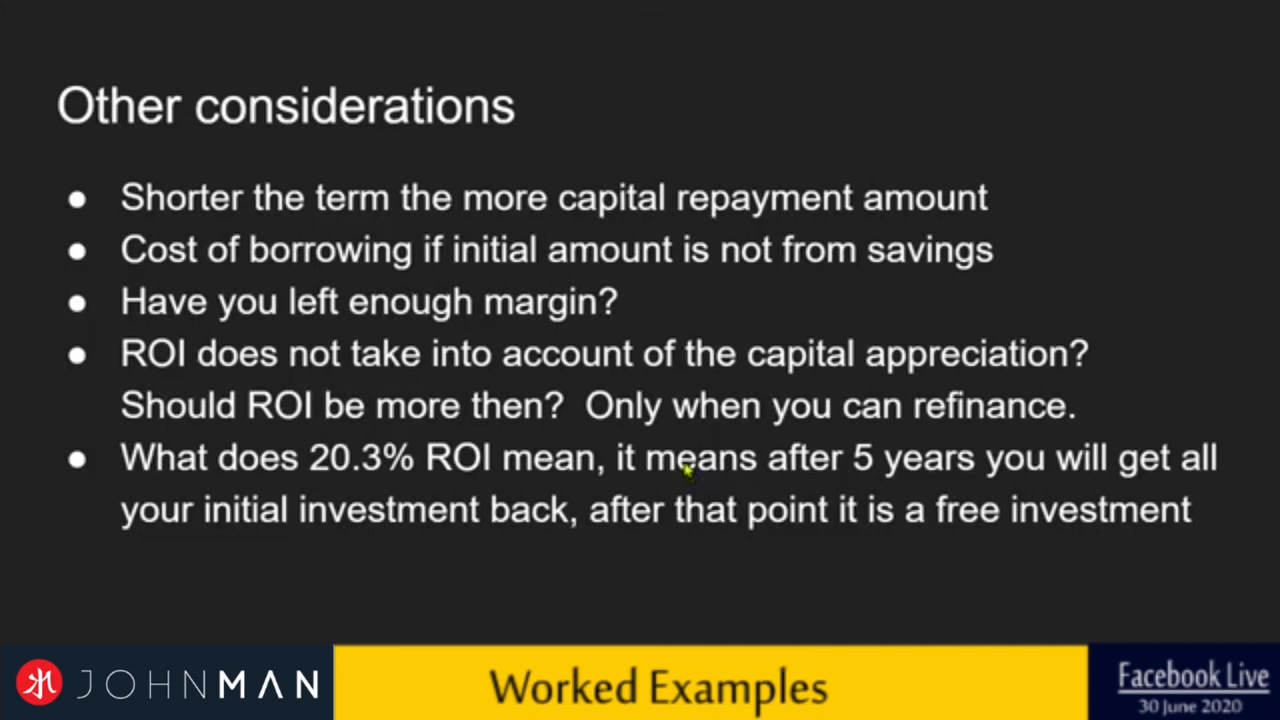 Other considerations
● Shorter the term the more capital repayment amount
● Cost of borrowing if initial amount is not from savings
● Have you left enough margin?
● ROI does not take into account of the capital appreciation?
Should ROI be more then?  Only when you can refinance.
● What does 20.3% ROI mean, it means after 5 years you will get all
your initial investment back, after that point it is a free investment
JOHNMAN
Worked Examples
Facebook Live
30 June 2020